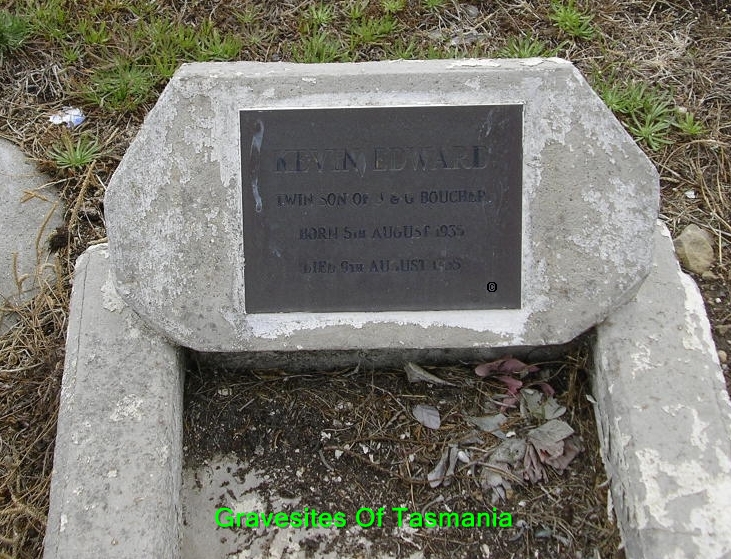 KEVIN EDWARD
TWIN SON OF J & G BOUCHER
BORN 5TH AUGUST 1935
DIED 9TH AUGUST 1935
©
Gravesites Of Tasmania